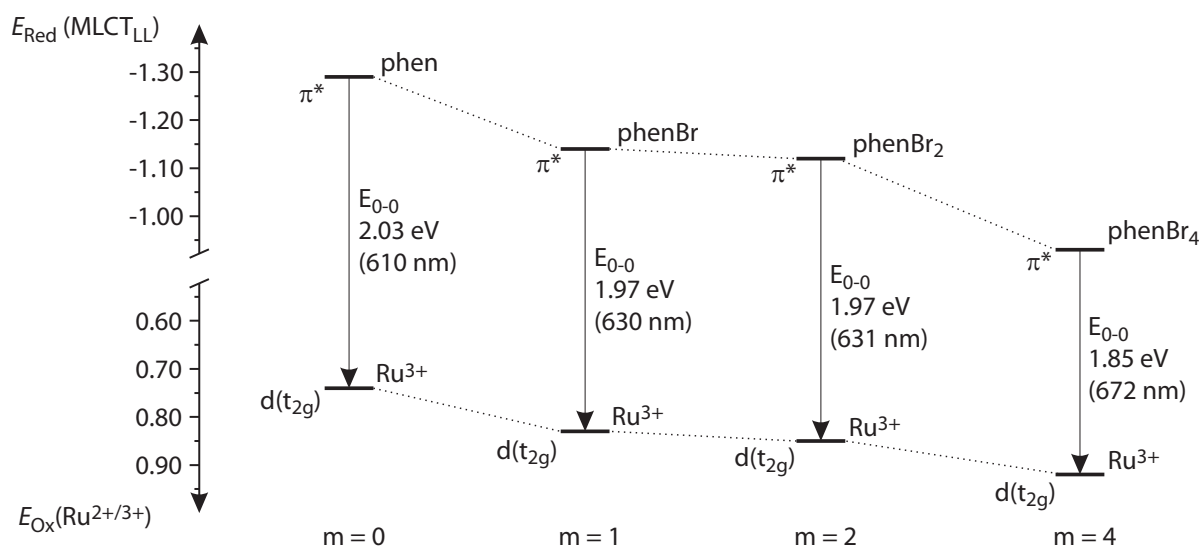 E_Red (MLCT_LL)
-1.30
-1.20
-1.10
-1.00
0.60
0.70
0.80
0.90
E_Ox(Ru²⁺/³⁺)
phen
π*
E₀₋₀
2.03 eV
(610 nm)
Ru³⁺
d(t₂g)
m = 0
phenBr
π*
E₀₋₀
1.97 eV
(630 nm)
Ru³⁺
d(t₂g)
m = 1
phenBr₂
π*
E₀₋₀
1.97 eV
(631 nm)
Ru³⁺
d(t₂g)
m = 2
phenBr₄
π*
E₀₋₀
1.85 eV
(672 nm)
Ru³⁺
d(t₂g)
m = 4